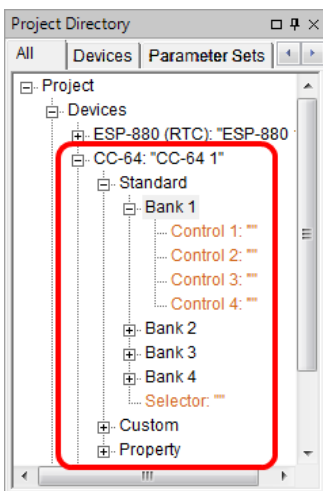 Project Directory
All Devices Parameter Sets
Project
Devices
ESP-880 (RTC): "ESP-880
CC-64: "CC-64 1"
Standard
Bank 1
Control 1: ""
Control 2: ""
Control 3: ""
Control 4: ""
Bank 2
Bank 3
Bank 4
Selector: ""
Custom
Property